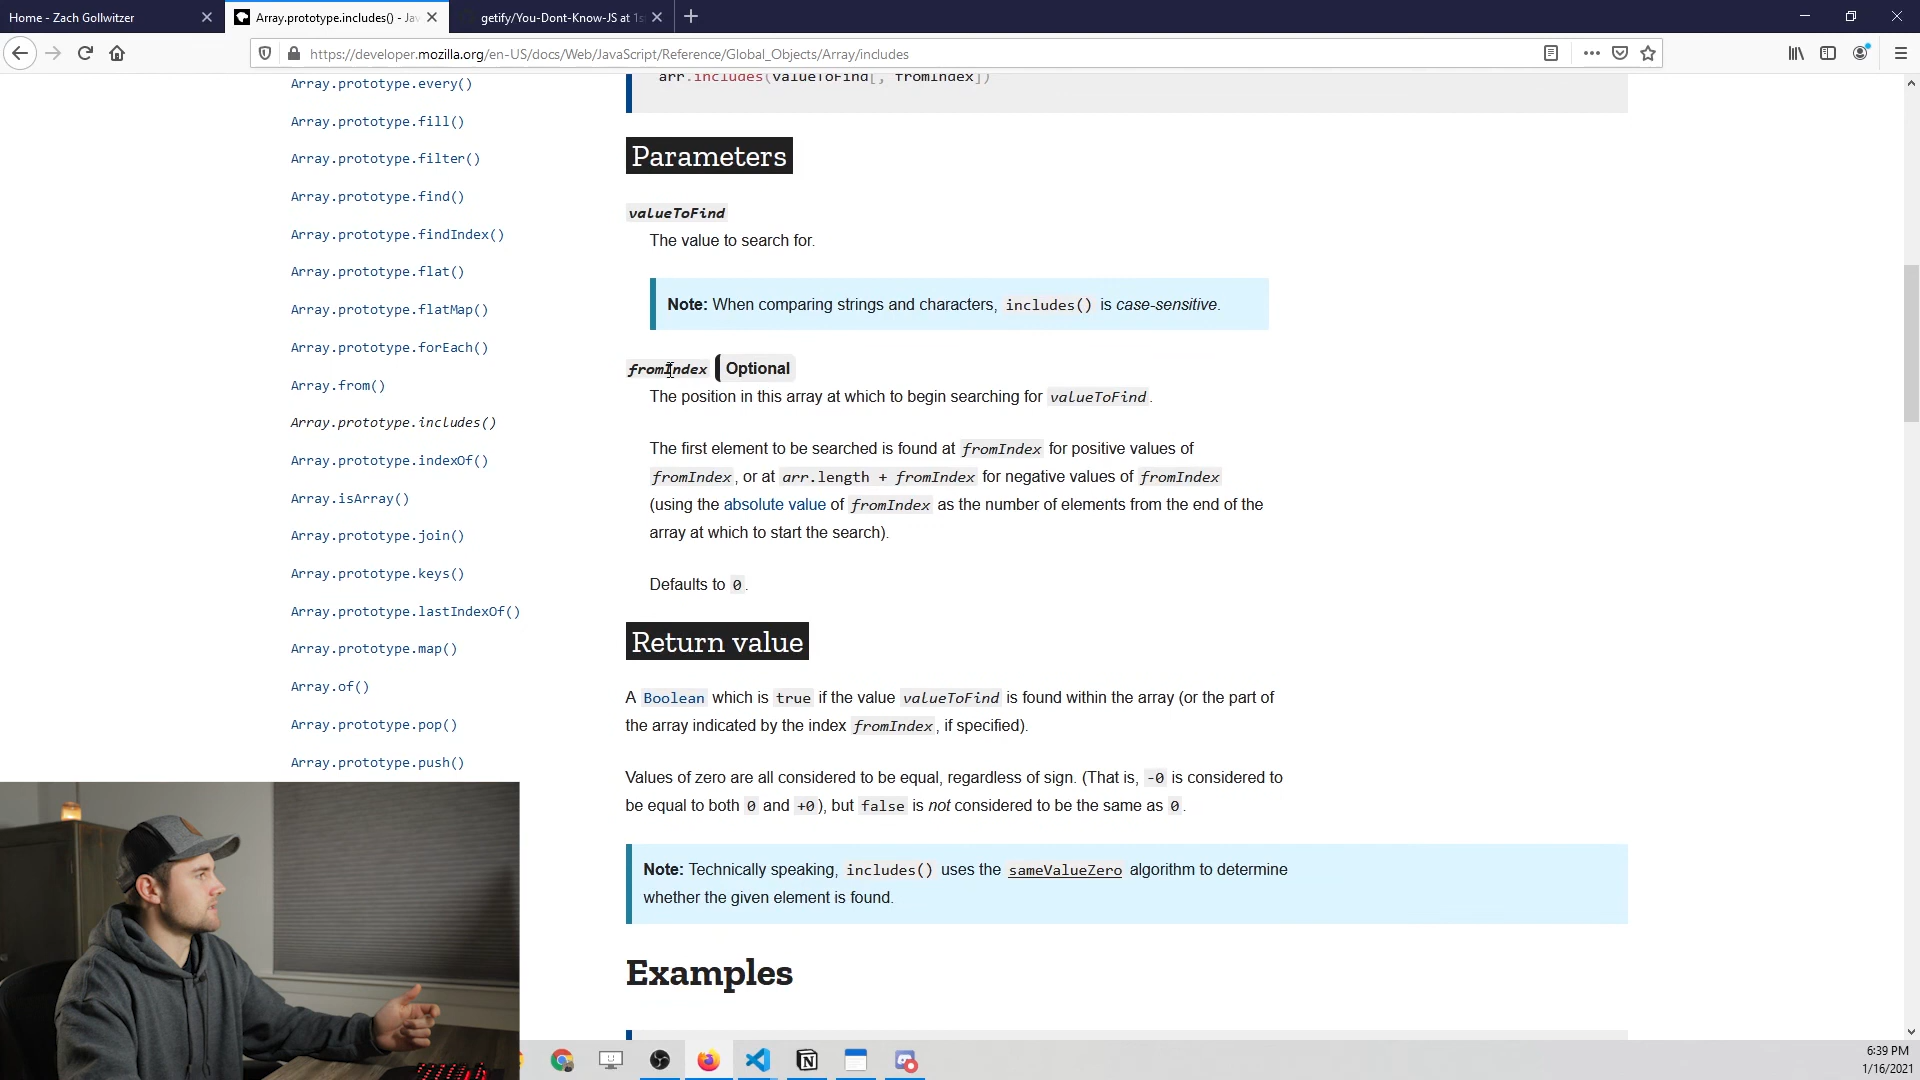 Home - Zach Gollwitzer
Array.prototype.includes() - Jav
getify/You-Dont-Know-JS at 1s
https://developer.mozilla.org/en-US/docs/Web/JavaScript/Reference/Global_Objects/Array/includes
Array.prototype.every()
Array.prototype.fill()
Array.prototype.filter()
Array.prototype.find()
Array.prototype.findIndex()
Array.prototype.flat()
Array.prototype.flatMap()
Array.prototype.forEach()
Array.from()
Array.prototype.includes()
Array.prototype.indexOf()
Array.isArray()
Array.prototype.join()
Array.prototype.keys()
Array.prototype.lastIndexOf()
Array.prototype.map()
Array.of()
Array.prototype.pop()
Array.prototype.push()
arr.includes(valueToFind[, fromIndex])
Parameters
valueToFind
The value to search for.
Note: When comparing strings and characters, includes() is case-sensitive.
fromIndex Optional
The position in this array at which to begin searching for valueToFind.
The first element to be searched is found at fromIndex for positive values of
fromIndex, or at arr.length + fromIndex for negative values of fromIndex
(using the absolute value of fromIndex as the number of elements from the end of the
array at which to start the search).
Defaults to 0.
Return value
A Boolean which is true if the value valueToFind is found within the array (or the part of
the array indicated by the index fromIndex, if specified).
Values of zero are all considered to be equal, regardless of sign. (That is, -0 is considered to
be equal to both 0 and +0), but false is not considered to be the same as 0.
Note: Technically speaking, includes() uses the sameValueZero algorithm to determine
whether the given element is found.
Examples
6:39 PM
1/16/2021